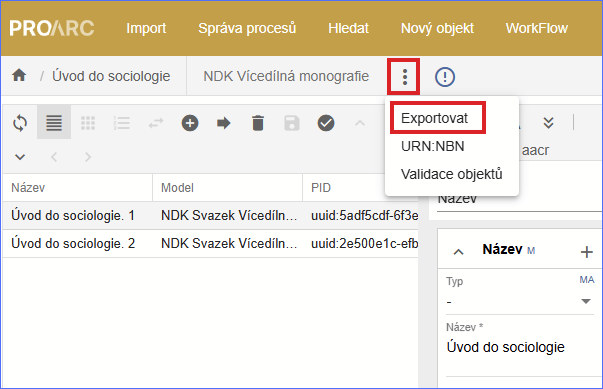 PROARC Import Správa procesů Hledat Nový objekt WorkFlow
/ Úvod do sociologie NDK Vícedílná monografie
Exportovat
URN:NBN
Validace objektů
aacr
Název Model PID
Úvod do sociologie. 1 NDK Svazek Vícedíln... uuid:5adf5cdf-6f3e
Úvod do sociologie. 2 NDK Svazek Vícedíln... uuid:2e500e1c-efb
Název
Název M
Typ MA
-
Název *
Úvod do sociologie